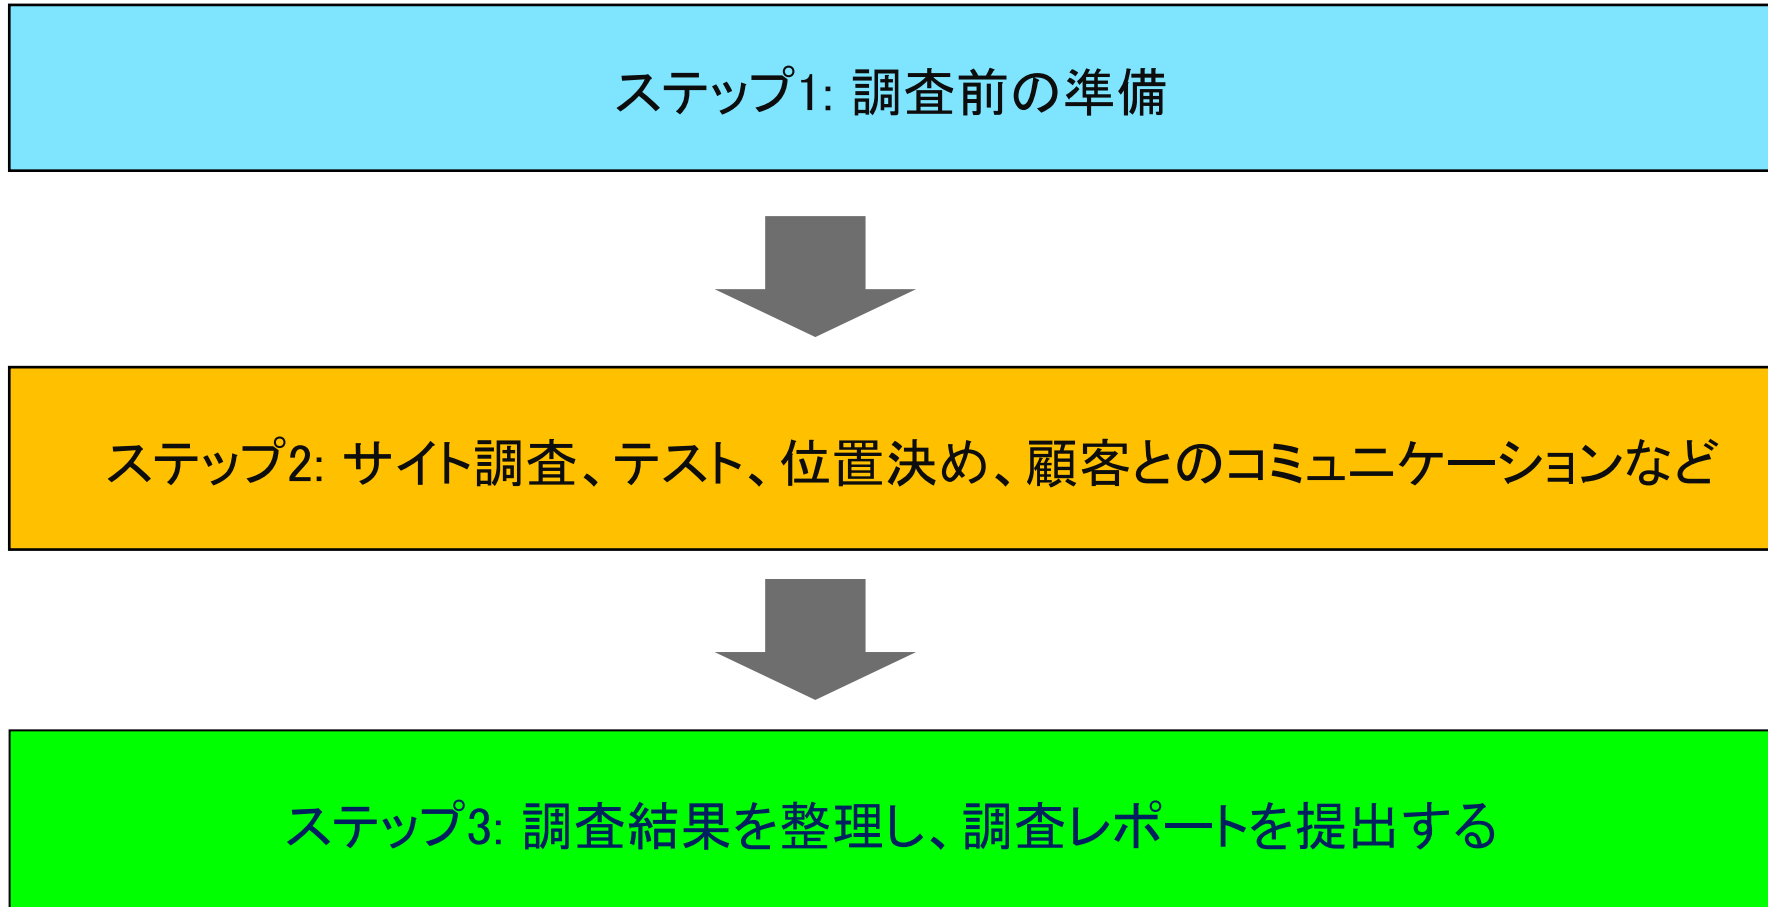 ステップ1: 調査前の準備
ステップ2: サイト調査、テスト、位置決め、顧客とのコミュニケーションなど
ステップ3: 調査結果を整理し、調査レポートを提出する